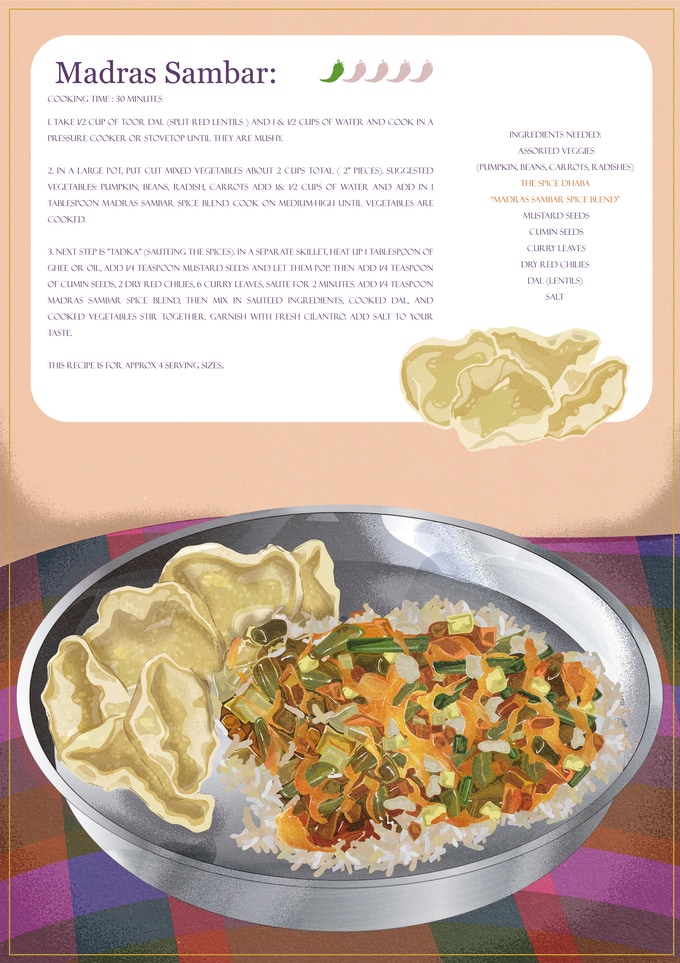 Madras Sambar:
COOKING TIME : 30 MINUTES
1. TAKE 1/2 CUP OF TOOR DAL (SPLIT RED LENTILS ) AND 1 & 1/2 CUPS OF WATER AND COOK IN A
PRESSURE COOKER OR STOVETOP UNTIL THEY ARE MUSHY.
2. IN A LARGE POT, PUT CUT MIXED VEGETABLES ABOUT 2 CUPS TOTAL ( 2" PIECES). SUGGESTED
VEGETABLES: PUMPKIN, BEANS, RADISH, CARROTS ADD 1& 1/2 CUPS OF WATER AND ADD IN 1
TABLESPOON MADRAS SAMBAR SPICE BLEND. COOK ON MEDIUM-HIGH UNTIL VEGETABLES ARE
COOKED.
3. NEXT STEP IS "TADKA" (SAUTEING THE SPICES). IN A SEPARATE SKILLET, HEAT UP 1 TABLESPOON OF
GHEE OR OIL, ADD 1/4 TEASPOON MUSTARD SEEDS AND LET THEM POP. THEN ADD 1/4 TEASPOON
OF CUMIN SEEDS, 2 DRY RED CHILIES, 6 CURRY LEAVES, SAUTE FOR 2 MINUTES. ADD 1/4 TEASPOON
MADRAS SAMBAR SPICE BLEND, THEN MIX IN SAUTEED INGREDIENTS, COOKED DAL, AND
COOKED VEGETABLES STIR TOGETHER. GARNISH WITH FRESH CILANTRO. ADD SALT TO YOUR
TASTE.
THIS RECIPE IS FOR APPROX 4 SERVING SIZES..
INGREDIENTS NEEDED:
ASSORTED VEGGIES
(PUMPKIN, BEANS, CARROTS, RADISHES)
THE SPICE DHABA
"MADRAS SAMBAR SPICE BLEND"
MUSTARD SEEDS
CUMIN SEEDS
CURRY LEAVES
DRY RED CHILIES
DAL (LENTILS)
SALT